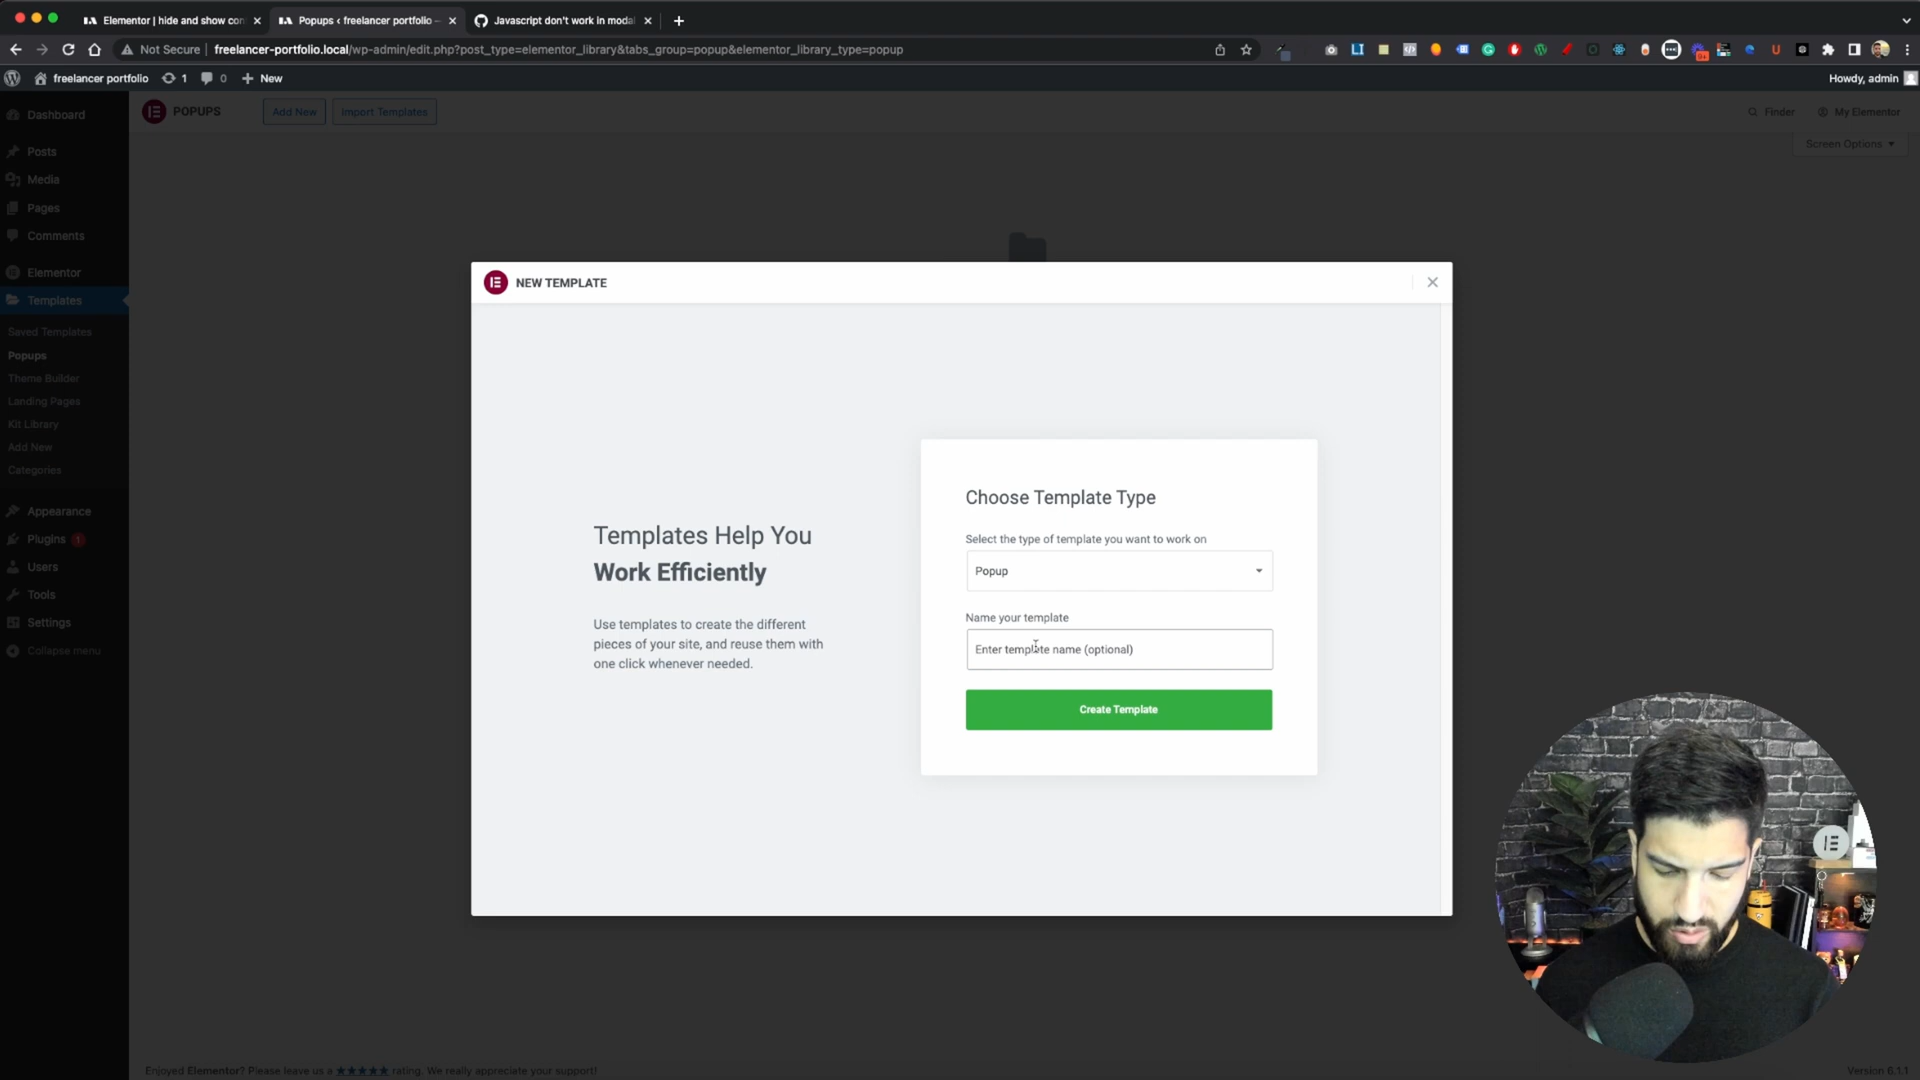 Elementor | hide and show con
Popups ‹ freelancer portfolio –
Javascript don't work in modal
Not Secure
freelancer-portfolio.local/wp-admin/edit.php?post_type=elementor_library&tabs_group=popup&elementor_library_type=popup
freelancer portfolio
1
0
New
Howdy, admin
Dashboard
Posts
Media
Pages
Comments
Elementor
Templates
Saved Templates
Popups
Theme Builder
Landing Pages
Kit Library
Add New
Categories
Appearance
Plugins 1
Users
Tools
Settings
Collapse menu
POPUPS
Add New
Import Templates
Finder
My Elementor
Screen Options
NEW TEMPLATE
Templates Help You
Work Efficiently
Use templates to create the different
pieces of your site, and reuse them with
one click whenever needed.
Choose Template Type
Select the type of template you want to work on
Popup
Name your template
Enter template name (optional)
Create Template
Enjoyed Elementor? Please leave us a ★★★★★ rating. We really appreciate your support!
Version 6.1.1